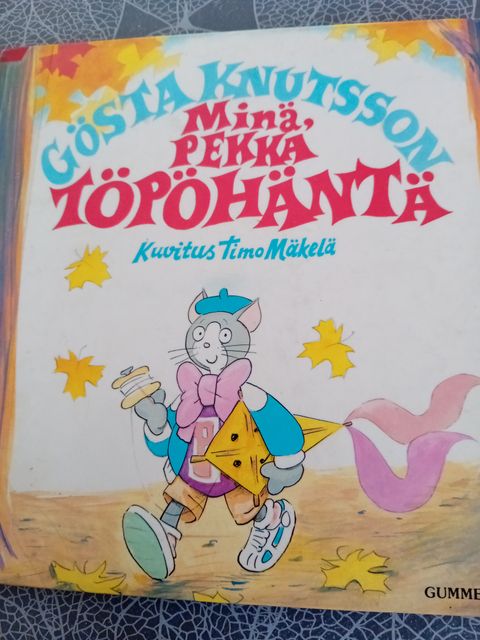 GÖSTA KNUTSSON
Minä,
PEKKA
TÖPÖHÄNTÄ
Kuvitus Timo Mäkelä
GUMME